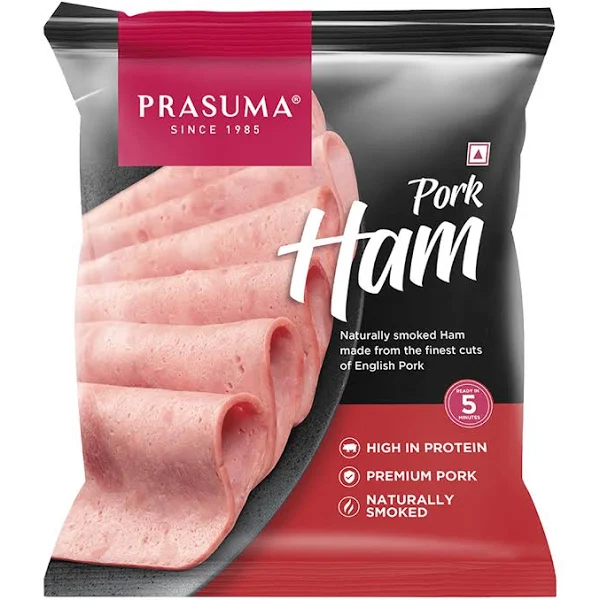 PRASUMA®
SINCE 1985
Pork
Ham
Naturally smoked Ham
made from the finest cuts
of English Pork
READY IN
5
MINUTES
HIGH IN PROTEIN
PREMIUM PORK
NATURALLY
SMOKED